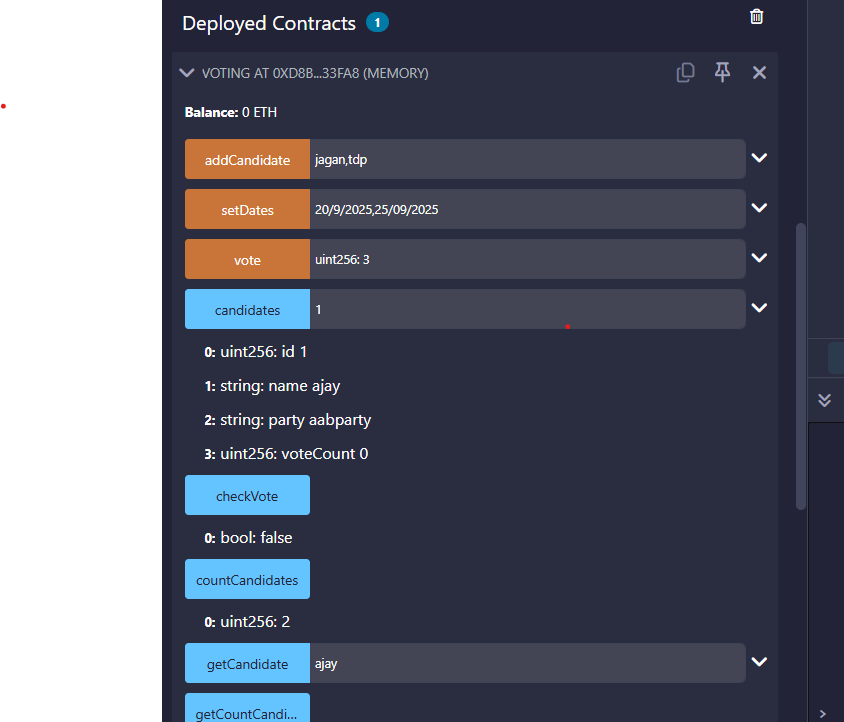 Deployed Contracts 1
VOTING AT 0XD8B...33FA8 (MEMORY)
Balance: 0 ETH
addCandidate jagan,tdp
setDates 20/9/2025,25/09/2025
vote uint256: 3
candidates 1
0: uint256: id 1
1: string: name ajay
2: string: party aabparty
3: uint256: voteCount 0
checkVote
0: bool: false
countCandidates
0: uint256: 2
getCandidate ajay
getCountCandi...